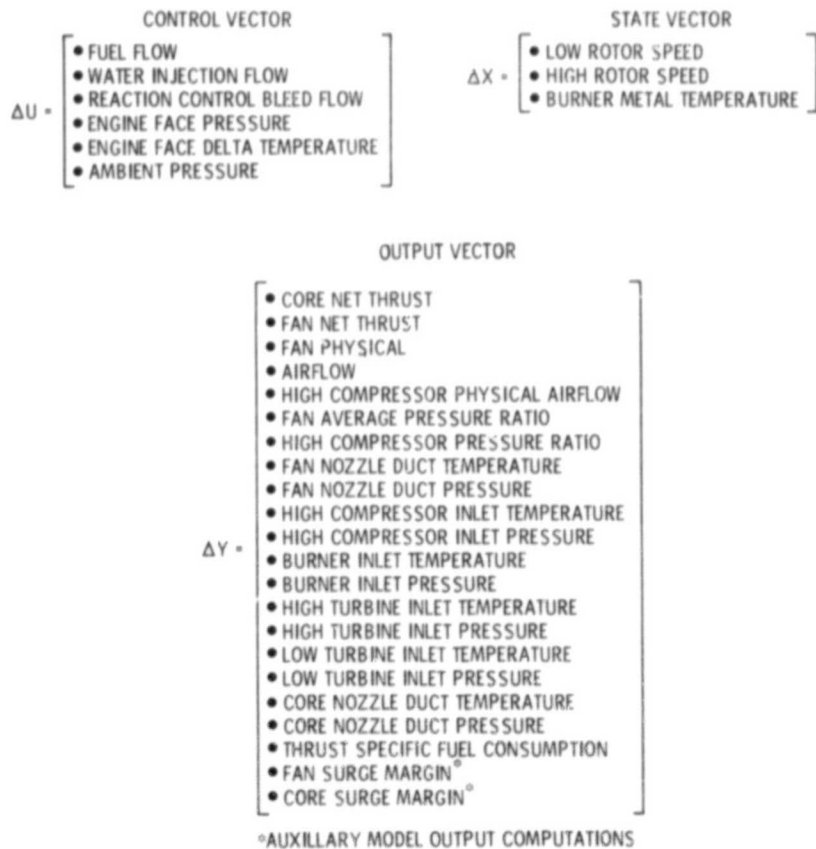 CONTROL VECTOR
ΔU =
• FUEL FLOW
• WATER INJECTION FLOW
• REACTION CONTROL BLEED FLOW
• ENGINE FACE PRESSURE
• ENGINE FACE DELTA TEMPERATURE
• AMBIENT PRESSURE
STATE VECTOR
ΔX =
• LOW ROTOR SPEED
• HIGH ROTOR SPEED
• BURNER METAL TEMPERATURE
OUTPUT VECTOR
ΔY =
• CORE NET THRUST
• FAN NET THRUST
• FAN PHYSICAL
• AIRFLOW
• HIGH COMPRESSOR PHYSICAL AIRFLOW
• FAN AVERAGE PRESSURE RATIO
• HIGH COMPRESSOR PRESSURE RATIO
• FAN NOZZLE DUCT TEMPERATURE
• FAN NOZZLE DUCT PRESSURE
• HIGH COMPRESSOR INLET TEMPERATURE
• HIGH COMPRESSOR INLET PRESSURE
• BURNER INLET TEMPERATURE
• BURNER INLET PRESSURE
• HIGH TURBINE INLET TEMPERATURE
• HIGH TURBINE INLET PRESSURE
• LOW TURBINE INLET TEMPERATURE
• LOW TURBINE INLET PRESSURE
• CORE NOZZLE DUCT TEMPERATURE
• CORE NOZZLE DUCT PRESSURE
• THRUST SPECIFIC FUEL CONSUMPTION
• FAN SURGE MARGIN*
• CORE SURGE MARGIN*
*AUXILLARY MODEL OUTPUT COMPUTATIONS